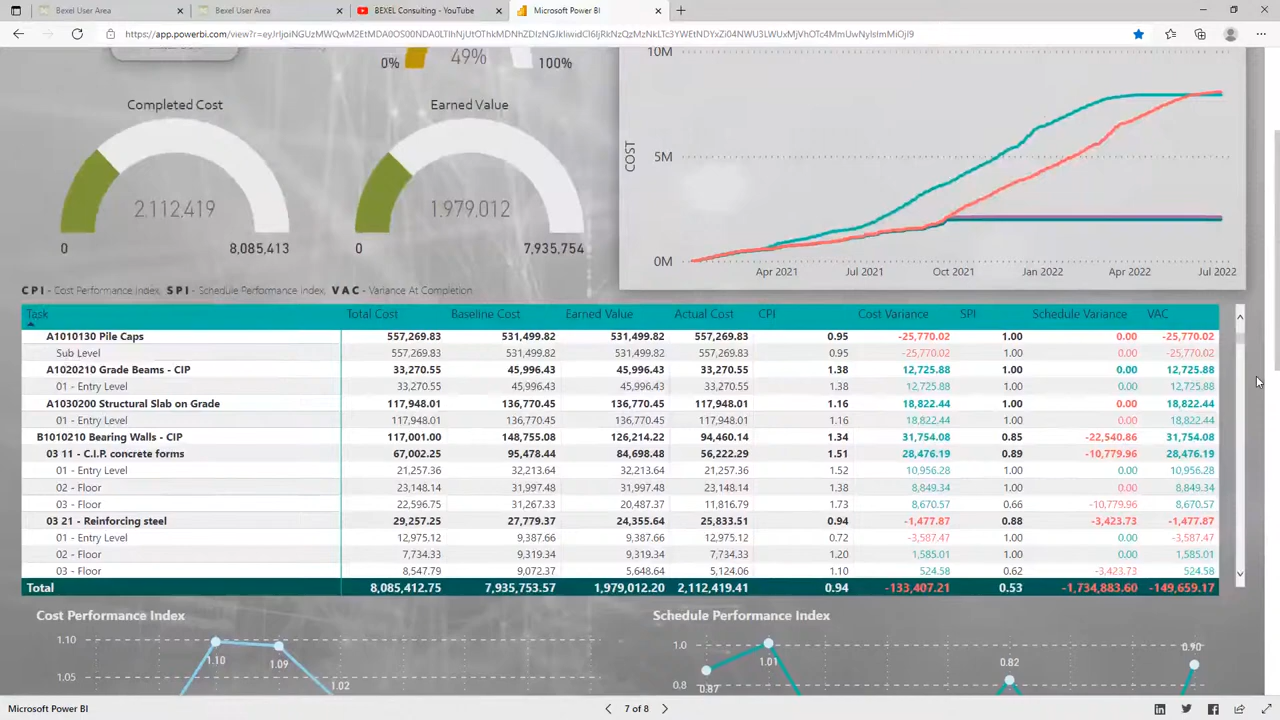 Bexel User Area
Bexel User Area
BEXEL Consulting - YouTube
Microsoft Power BI
0%
49%
100%
Completed Cost
2,112,419
0
8,085,413
Earned Value
1,979,012
0
7,935,754
COST
10M
5M
0M
Apr 2021 Jul 2021 Oct 2021 Jan 2022 Apr 2022 Jul 2022
CPI - Cost Performance Index, SPI - Schedule Performance Index, VAC - Variance At Completion
Task Total Cost Baseline Cost Earned Value Actual Cost CPI Cost Variance SPI Schedule Variance VAC
A1010130 Pile Caps 557,269.83 531,499.82 531,499.82 557,269.83 0.95 -25,770.02 1.00 0.00 -25,770.02
Sub Level 557,269.83 531,499.82 531,499.82 557,269.83 0.95 -25,770.02 1.00 0.00 -25,770.02
A1020210 Grade Beams - CIP 33,270.55 45,996.43 45,996.43 33,270.55 1.38 12,725.88 1.00 0.00 12,725.88
01 - Entry Level 33,270.55 45,996.43 45,996.43 33,270.55 1.38 12,725.88 1.00 0.00 12,725.88
A1030200 Structural Slab on Grade 117,948.01 136,770.45 136,770.45 117,948.01 1.16 18,822.44 1.00 0.00 18,822.44
01 - Entry Level 117,948.01 136,770.45 136,770.45 117,948.01 1.16 18,822.44 1.00 0.00 18,822.44
B1010210 Bearing Walls - CIP 117,001.00 148,755.08 126,214.22 94,460.14 1.34 31,754.08 0.85 -22,540.86 31,754.08
03 11 - C.I.P. concrete forms 67,002.25 95,478.44 84,698.48 56,222.29 1.51 28,476.19 0.89 -10,779.96 28,476.19
01 - Entry Level 21,257.36 32,213.64 32,213.64 21,257.36 1.52 10,956.28 1.00 0.00 10,956.28
02 - Floor 23,148.14 31,997.48 31,997.48 23,148.14 1.38 8,849.34 1.00 0.00 8,849.34
03 - Floor 22,596.75 31,267.33 20,487.37 11,816.79 1.73 8,670.57 0.66 -10,779.96 8,670.57
03 21 - Reinforcing steel 29,257.25 27,779.37 24,355.64 25,833.51 0.94 -1,477.87 0.88 -3,423.73 -1,477.87
01 - Entry Level 12,975.12 9,387.66 9,387.66 12,975.12 0.72 -3,587.47 1.00 0.00 -3,587.47
02 - Floor 7,734.33 9,319.34 9,319.34 7,734.33 1.20 1,585.01 1.00 0.00 1,585.01
03 - Floor 8,547.79 9,072.37 5,648.64 5,124.06 1.10 524.58 0.62 -3,423.73 524.58
Total 8,085,412.75 7,935,753.57 1,979,012.20 2,112,419.41 0.94 -133,407.21 0.53 -1,734,883.60 -149,659.17
Cost Performance Index
1.10
1.05
1.10
1.09
1.02
Schedule Performance Index
1.0
0.8
0.87
1.01
0.82
0.90
Microsoft Power BI
7 of 8